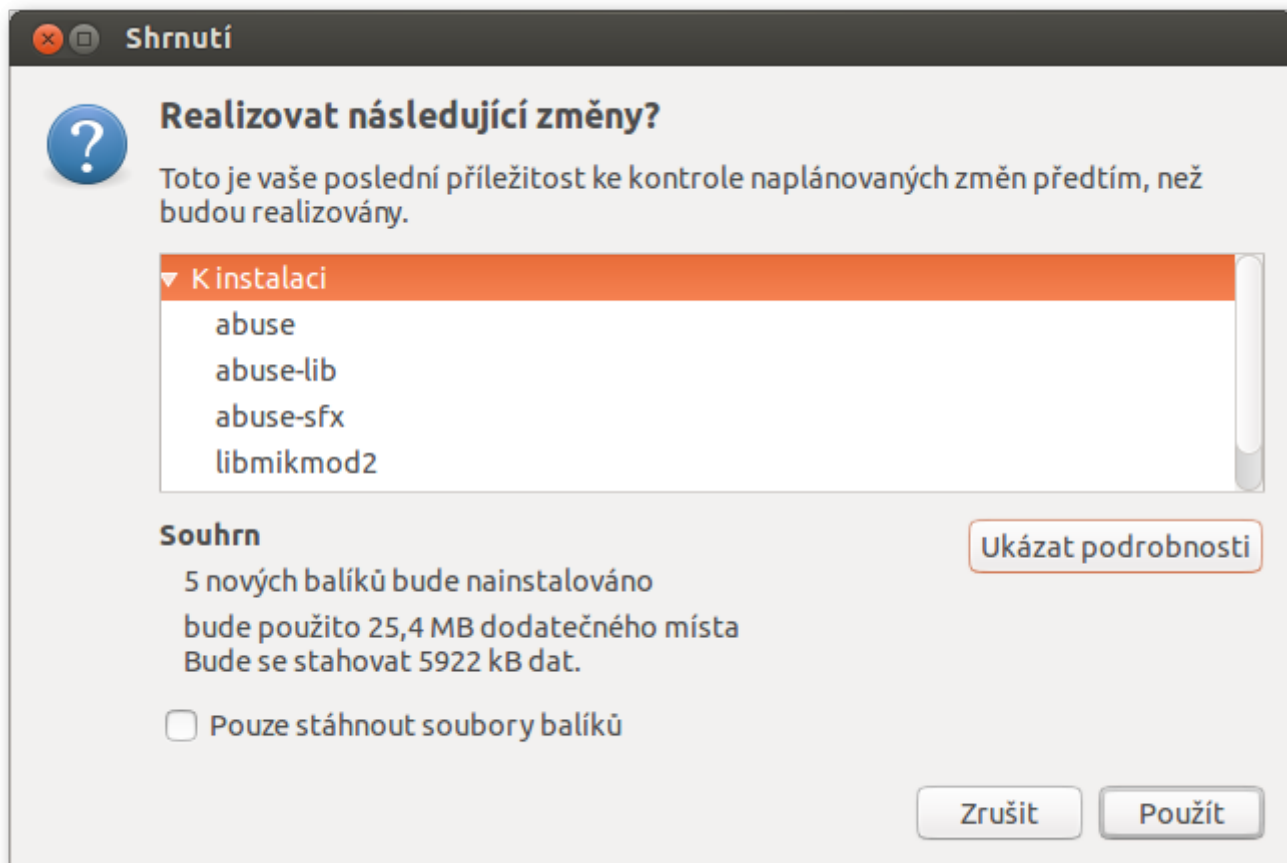 Shrnutí
Realizovat následující změny?
Toto je vaše poslední příležitost ke kontrole naplánovaných změn předtím, než
budou realizovány.
K instalaci
abuse
abuse-lib
abuse-sfx
libmikmod2
Souhrn
Ukázat podrobnosti
5 nových balíků bude nainstalováno
bude použito 25,4 MB dodatečného místa
Bude se stahovat 5922 kB dat.
Pouze stáhnout soubory balíků
Zrušit
Použít